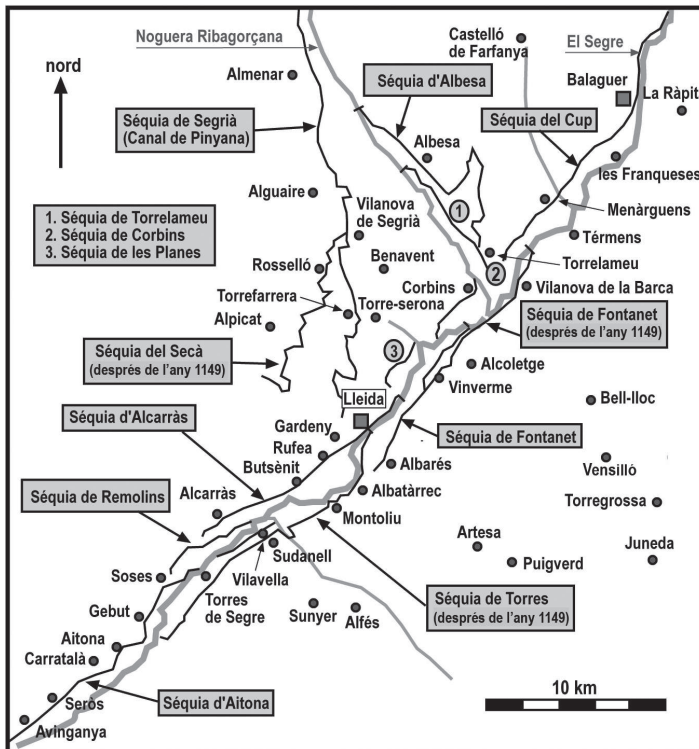 Noguera Ribagorçana
Castelló
de Farfanya
El Segre
nord
Almenar
Séquia d'Albesa
Balaguer
La Ràpit
Séquia de Segrià
(Canal de Pinyana)
Albesa
Séquia del Cup
les Franqueses
Alguaire
Vilanova
de Segrià
1
Menàrguens
1. Séquia de Torrelameu
2. Séquia de Corbins
3. Séquia de les Planes
Térmens
Rosselló
Benavent
Torrelameu
2
Corbins
Vilanova de la Barca
Torrefarrera
Torre-serona
Alpicat
Séquia de Fontanet
(després de l'any 1149)
Séquia del Secà
(després de l'any 1149)
3
Alcoletge
Vinverme
Lleida
Bell-lloc
Séquia d'Alcarràs
Gardeny
Séquia de Fontanet
Rufea
Butsènit
Albarés
Vensilló
Séquia de Remolins
Alcarràs
Albatàrrec
Torregrossa
Montoliu
Artesa
Sudanell
Juneda
Puigverd
Soses
Vilavella
Torres
de Segre
Séquia de Torres
(després de l'any 1149)
Gebut
Sunyer
Alfés
Aitona
Carratalà
10 km
Seròs
Séquia d'Aitona
Avinganya